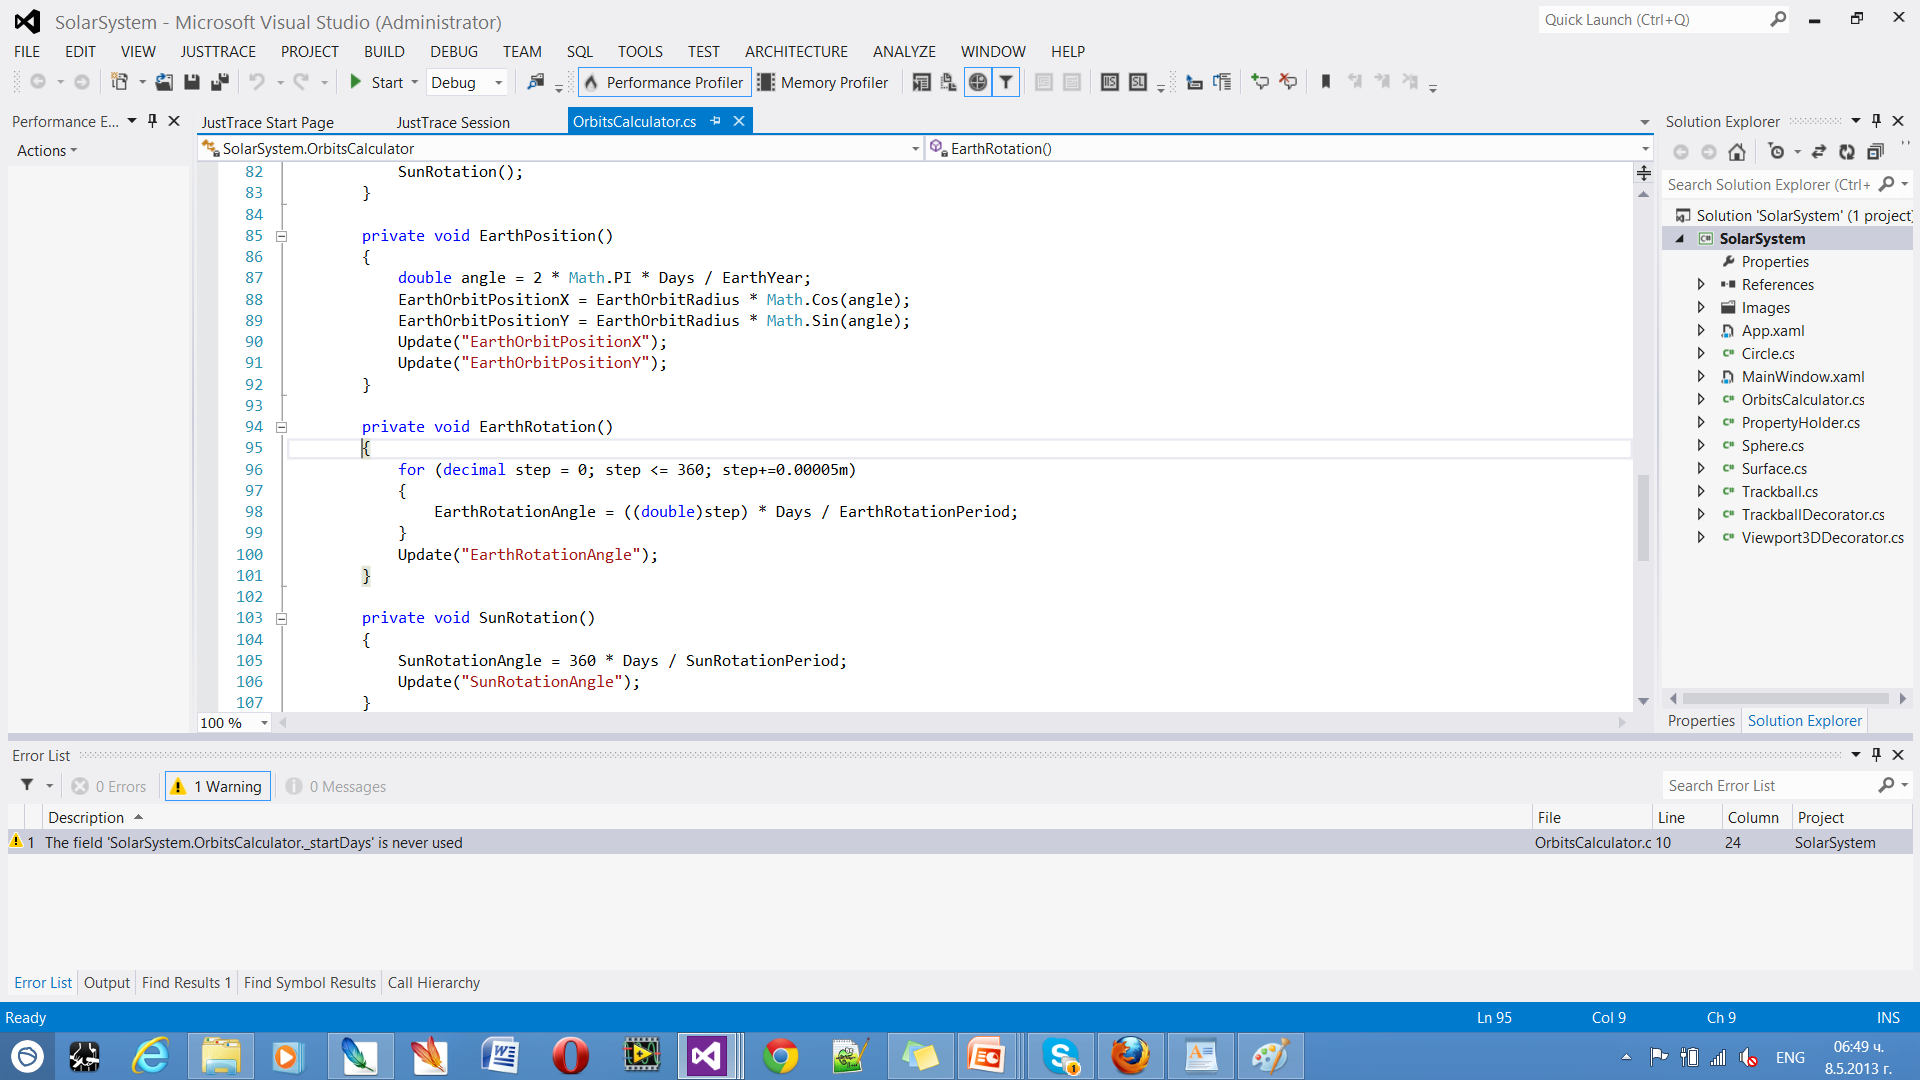 SolarSystem - Microsoft Visual Studio (Administrator)
Quick Launch (Ctrl+Q)
FILE EDIT VIEW JUSTTRACE PROJECT BUILD DEBUG TEAM SQL TOOLS TEST ARCHITECTURE ANALYZE WINDOW HELP
Start Debug Performance Profiler Memory Profiler
Performance E...
Actions
JustTrace Start Page JustTrace Session OrbitsCalculator.cs
SolarSystem.OrbitsCalculator EarthRotation()
82 SunRotation();
83 }
84
85 private void EarthPosition()
86 {
87 double angle = 2 * Math.PI * Days / EarthYear;
88 EarthOrbitPositionX = EarthOrbitRadius * Math.Cos(angle);
89 EarthOrbitPositionY = EarthOrbitRadius * Math.Sin(angle);
90 Update("EarthOrbitPositionX");
91 Update("EarthOrbitPositionY");
92 }
93
94 private void EarthRotation()
95 {
96 for (decimal step = 0; step <= 360; step+=0.00005m)
97 {
98 EarthRotationAngle = ((double)step) * Days / EarthRotationPeriod;
99 }
100 Update("EarthRotationAngle");
101 }
102
103 private void SunRotation()
104 {
105 SunRotationAngle = 360 * Days / SunRotationPeriod;
106 Update("SunRotationAngle");
107 }
100 %
Solution Explorer
Search Solution Explorer (Ctrl+
Solution 'SolarSystem' (1 project)
SolarSystem
Properties
References
Images
App.xaml
C# Circle.cs
MainWindow.xaml
C# OrbitsCalculator.cs
C# PropertyHolder.cs
C# Sphere.cs
C# Surface.cs
C# Trackball.cs
C# TrackballDecorator.cs
C# Viewport3DDecorator.cs
Properties Solution Explorer
Error List
0 Errors 1 Warning 0 Messages
Search Error List
Description File Line Column Project
1 The field 'SolarSystem.OrbitsCalculator._startDays' is never used OrbitsCalculator.c 10 24 SolarSystem
Error List Output Find Results 1 Find Symbol Results Call Hierarchy
Ready Ln 95 Col 9 Ch 9 INS
ENG
06:49 ч.
8.5.2013 г.